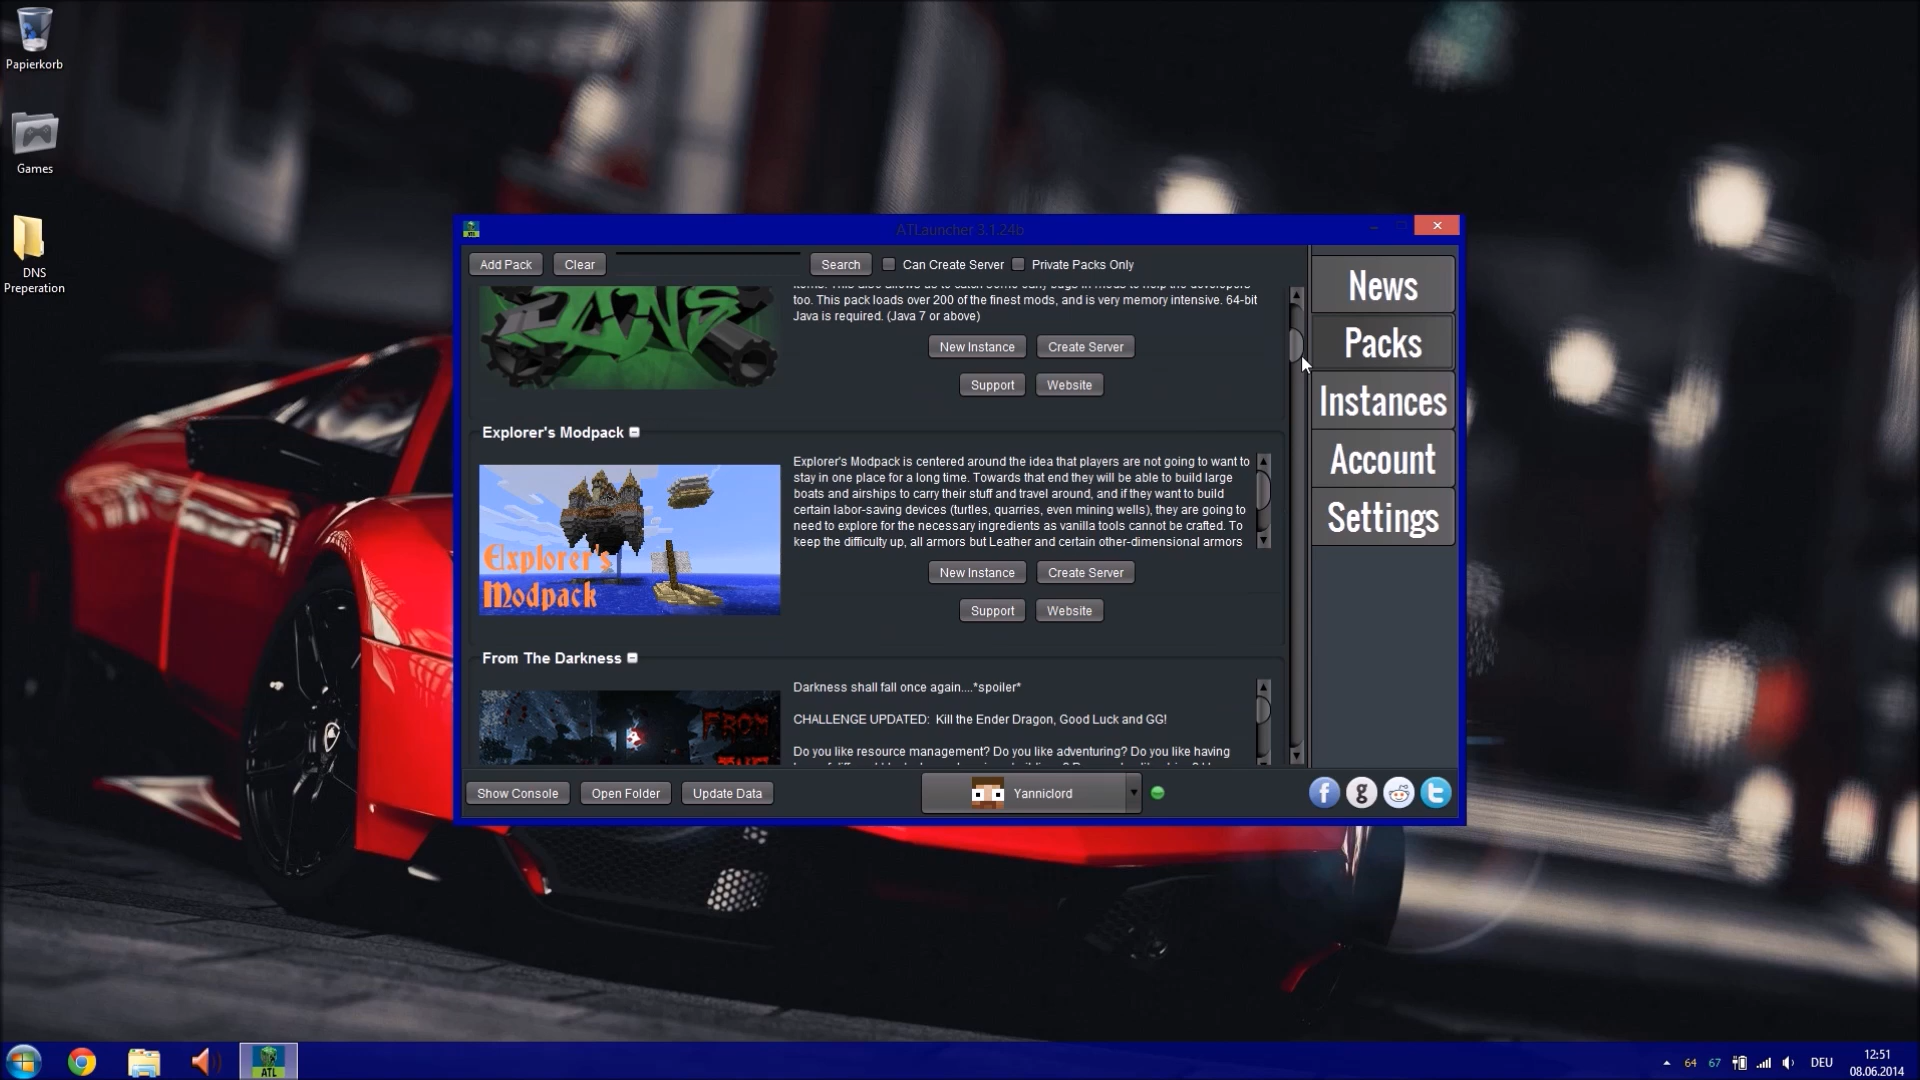 Papierkorb
Games
DNS
Preperation
ATLauncher 3.1.24b
Add Pack
Clear
Search
Can Create Server
Private Packs Only
too. This pack loads over 200 of the finest mods, and is very memory intensive. 64-bit
Java is required. (Java 7 or above)
New Instance
Create Server
Support
Website
Explorer's Modpack
Explorer's
Modpack
Explorer's Modpack is centered around the idea that players are not going to want to
stay in one place for a long time. Towards that end they will be able to build large
boats and airships to carry their stuff and travel around, and if they want to build
certain labor-saving devices (turtles, quarries, even mining wells), they are going to
need to explore for the necessary ingredients as vanilla tools cannot be crafted. To
keep the difficulty up, all armors but Leather and certain other-dimensional armors
New Instance
Create Server
Support
Website
From The Darkness
FROM
THE
Darkness shall fall once again....*spoiler*
CHALLENGE UPDATED: Kill the Ender Dragon, Good Luck and GG!
Do you like resource management? Do you like adventuring? Do you like having
News
Packs
Instances
Account
Settings
Show Console
Open Folder
Update Data
Yanniclord
ATL
64
67
DEU
12:51
08.06.2014